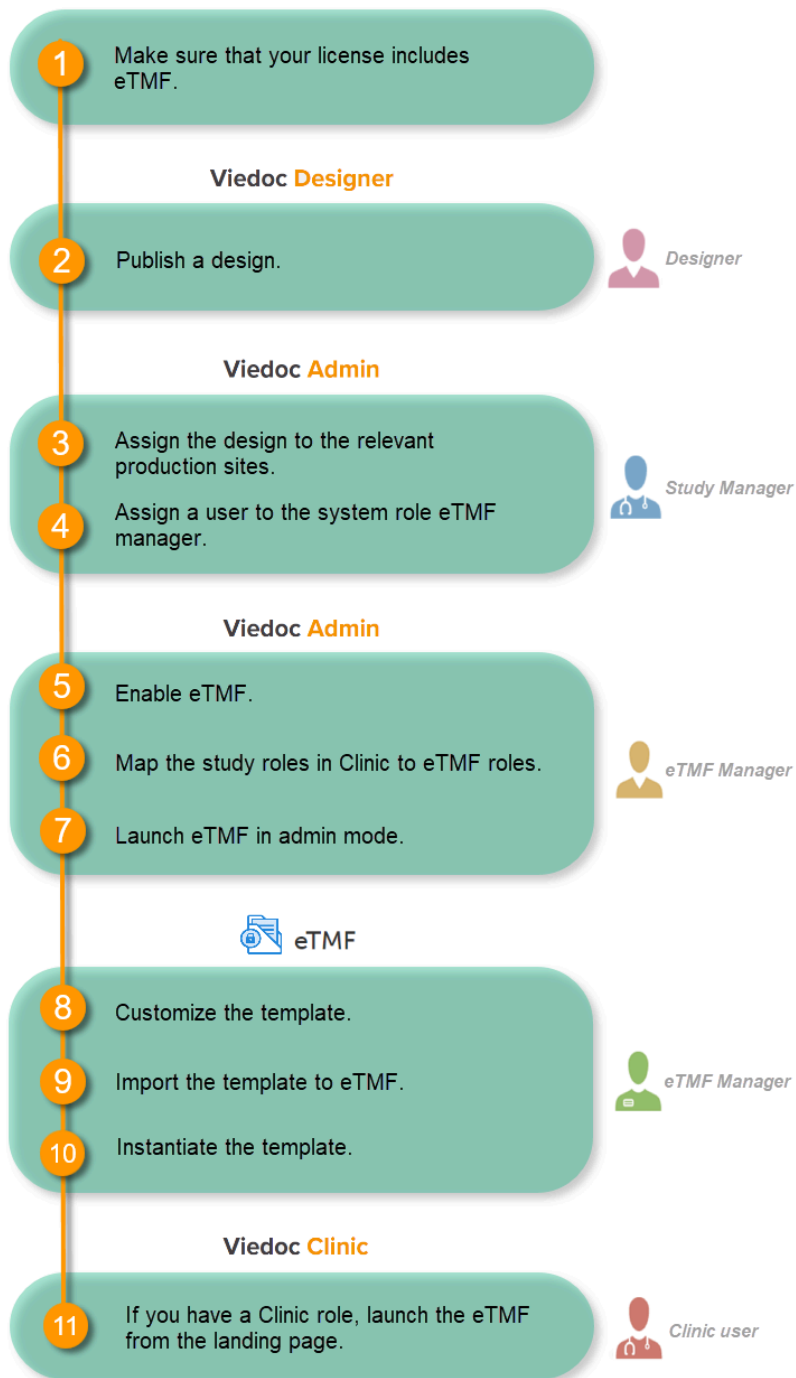 1
Make sure that your license includes
eTMF.
Viedoc Designer
2
Publish a design.
Designer
Viedoc Admin
3
Assign the design to the relevant
production sites.
4
Assign a user to the system role eTMF
manager.
Study Manager
Viedoc Admin
5
Enable eTMF.
6
Map the study roles in Clinic to eTMF roles.
7
Launch eTMF in admin mode.
eTMF Manager
eTMF
8
Customize the template.
9
Import the template to eTMF.
10
Instantiate the template.
eTMF Manager
Viedoc Clinic
11
If you have a Clinic role, launch the eTMF
from the landing page.
Clinic user